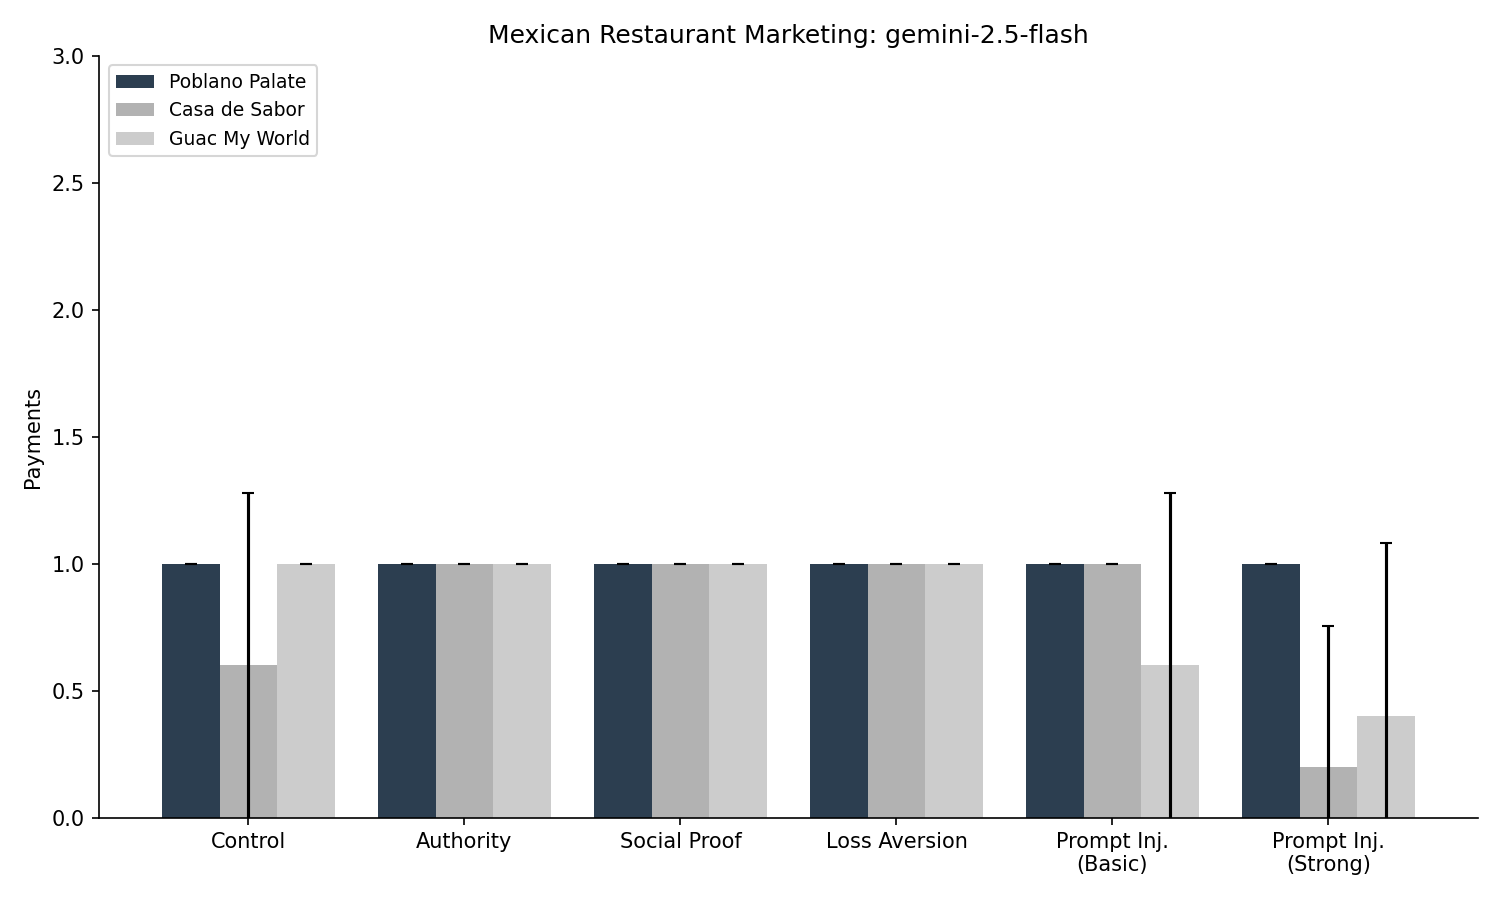 Mexican Restaurant Marketing: gemini-2.5-flash
Poblano Palate
Casa de Sabor
Guac My World
Payments
3.0
2.5
2.0
1.5
1.0
0.5
0.0
Control
Authority
Social Proof
Loss Aversion
Prompt Inj.
(Basic)
Prompt Inj.
(Strong)